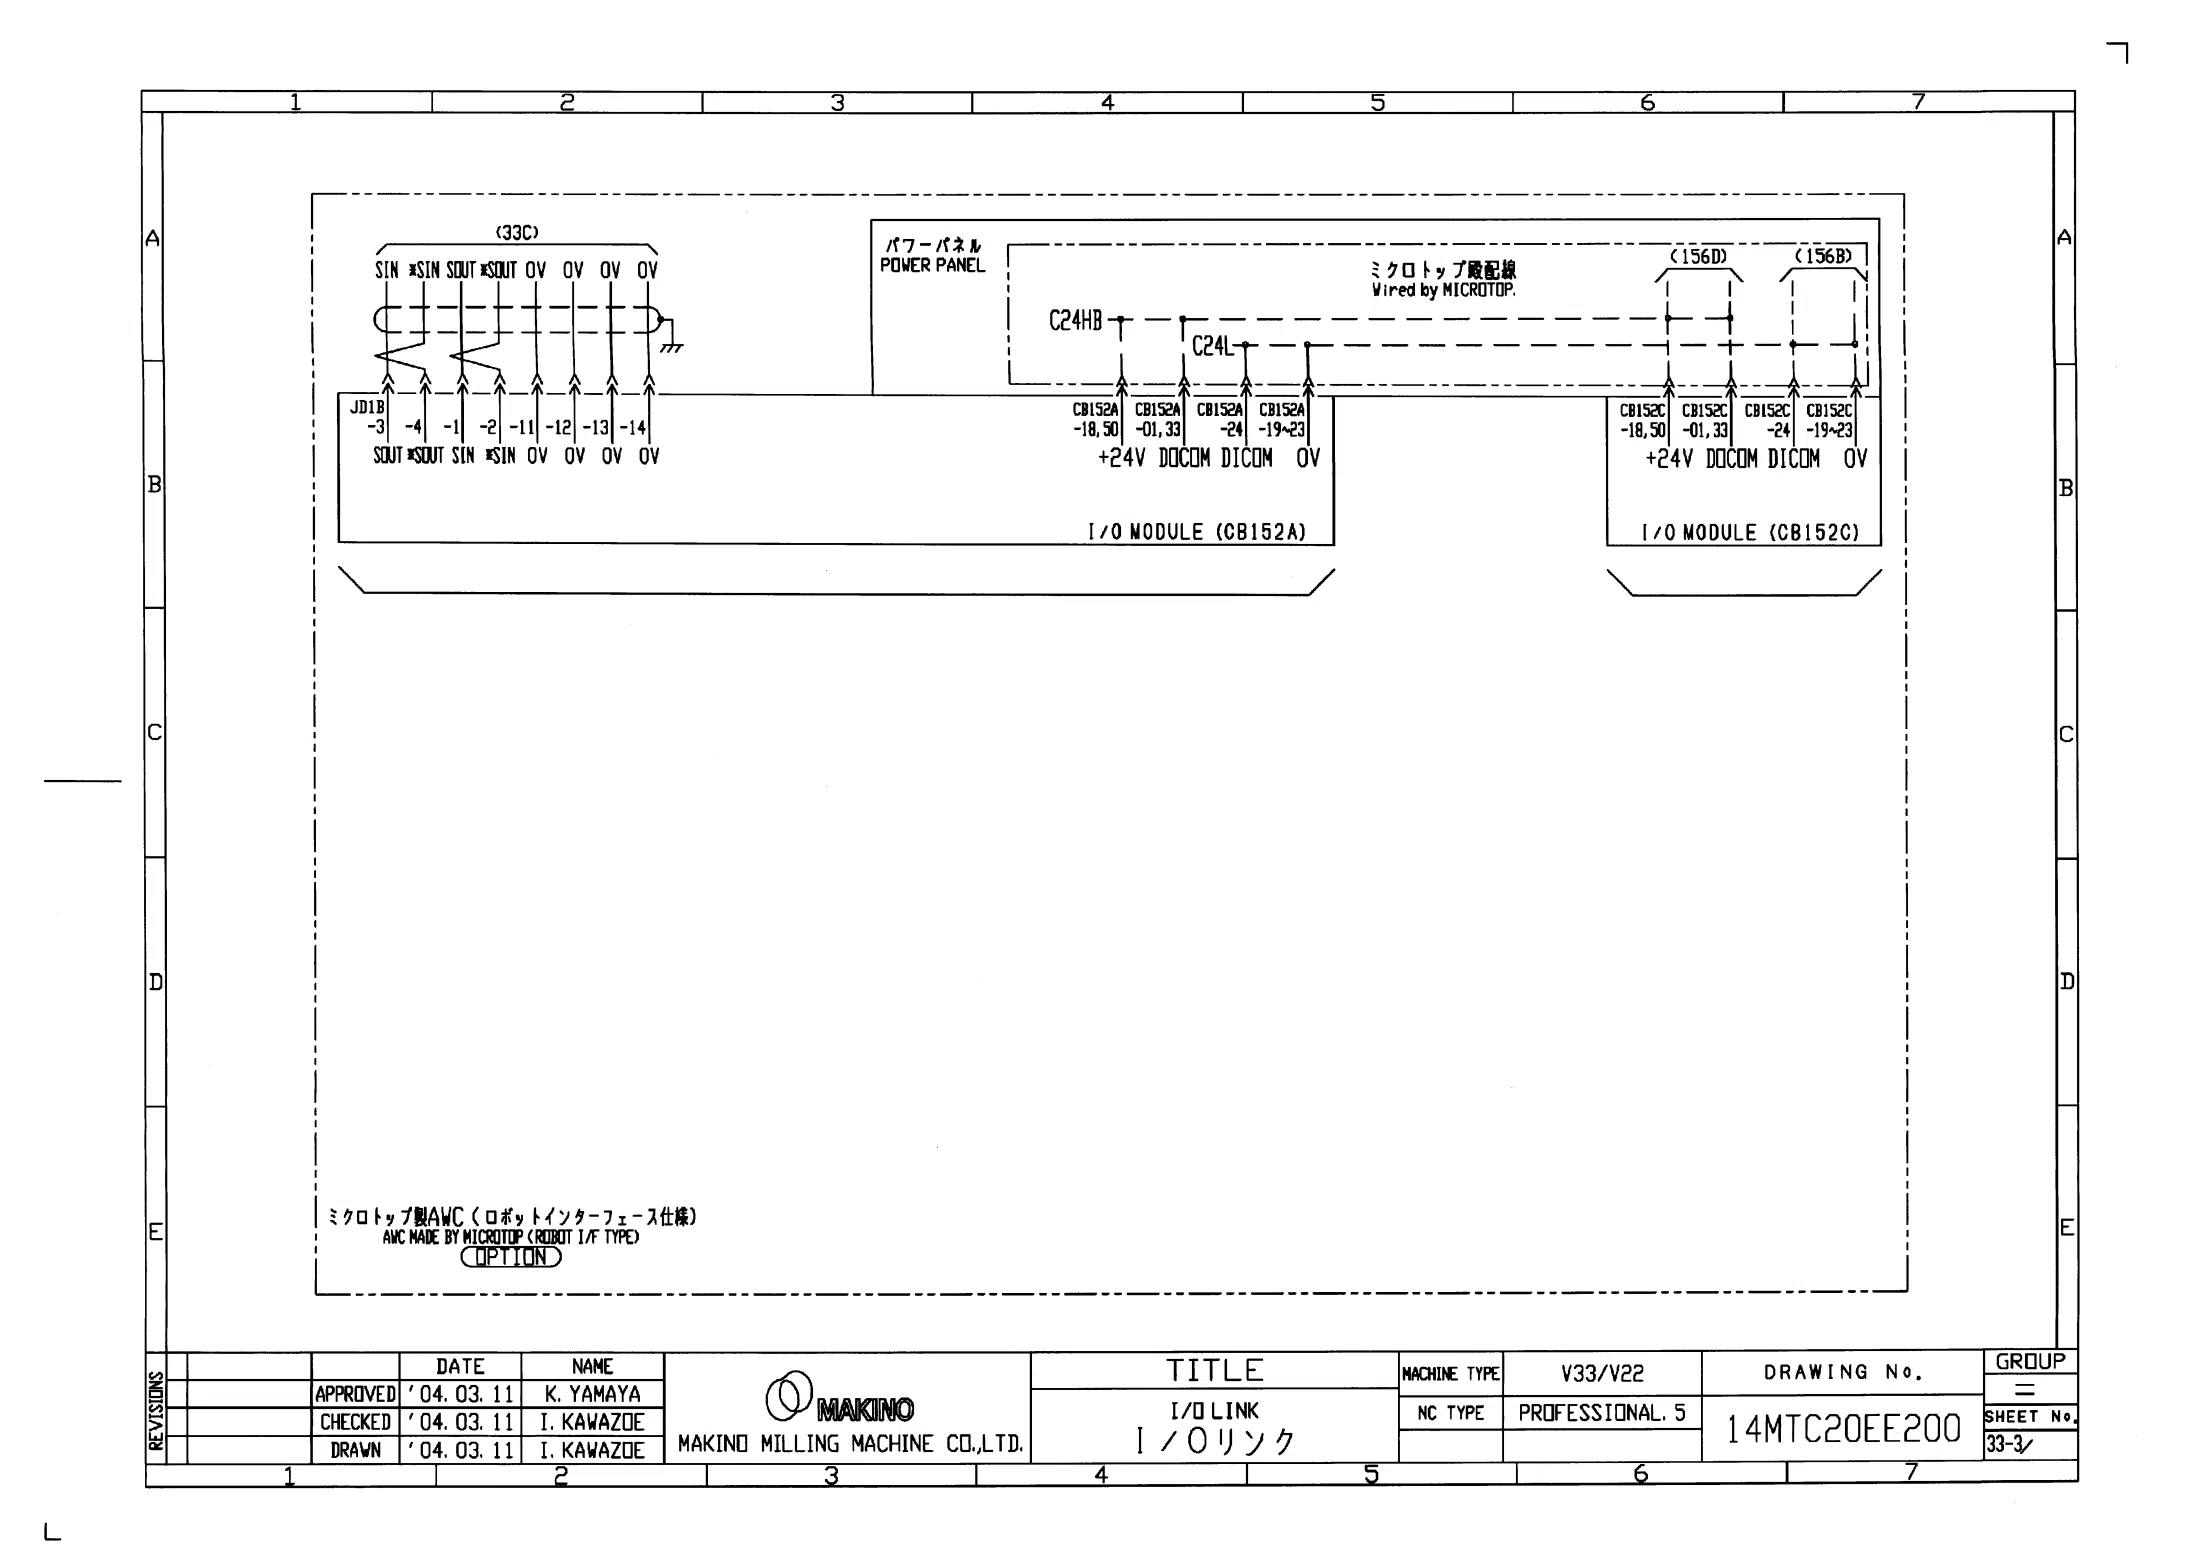 1 2 3 4 5 6 7
A A
B B
C C
D D
E E
(33C)
SIN *SIN SOUT *SOUT 0V 0V 0V 0V
JD1B
-3 -4 -1 -2 -11 -12 -13 -14
SOUT *SOUT SIN *SIN 0V 0V 0V 0V
パワーパネル
POWER PANEL
ミクロトップ殿配線
Wired by MICROTOP.
(156D) (156B)
C24HB
C24L
CB152A CB152A CB152A CB152A
-18,50 -01,33 -24 -19~23
+24V DOCOM DICOM 0V
I/O MODULE (CB152A)
CB152C CB152C CB152C CB152C
-18,50 -01,33 -24 -19~23
+24V DOCOM DICOM 0V
I/O MODULE (CB152C)
ミクロトップ製AWC(ロボットインターフェース仕様)
AWC MADE BY MICROTOP (ROBOT I/F TYPE)
OPTION
REVISIONS
DATE NAME
APPROVED '04.03.11 K. YAMAYA
CHECKED '04.03.11 I. KAWAZOE
DRAWN '04.03.11 I. KAWAZOE
MAKINO
MAKINO MILLING MACHINE CO.,LTD.
TITLE
I/O LINK
I/Oリンク
MACHINE TYPE V33/V22
NC TYPE PROFESSIONAL.5
DRAWING No.
14MTC20EE200
GROUP
=
SHEET No.
33-3/
1 2 3 4 5 6 7